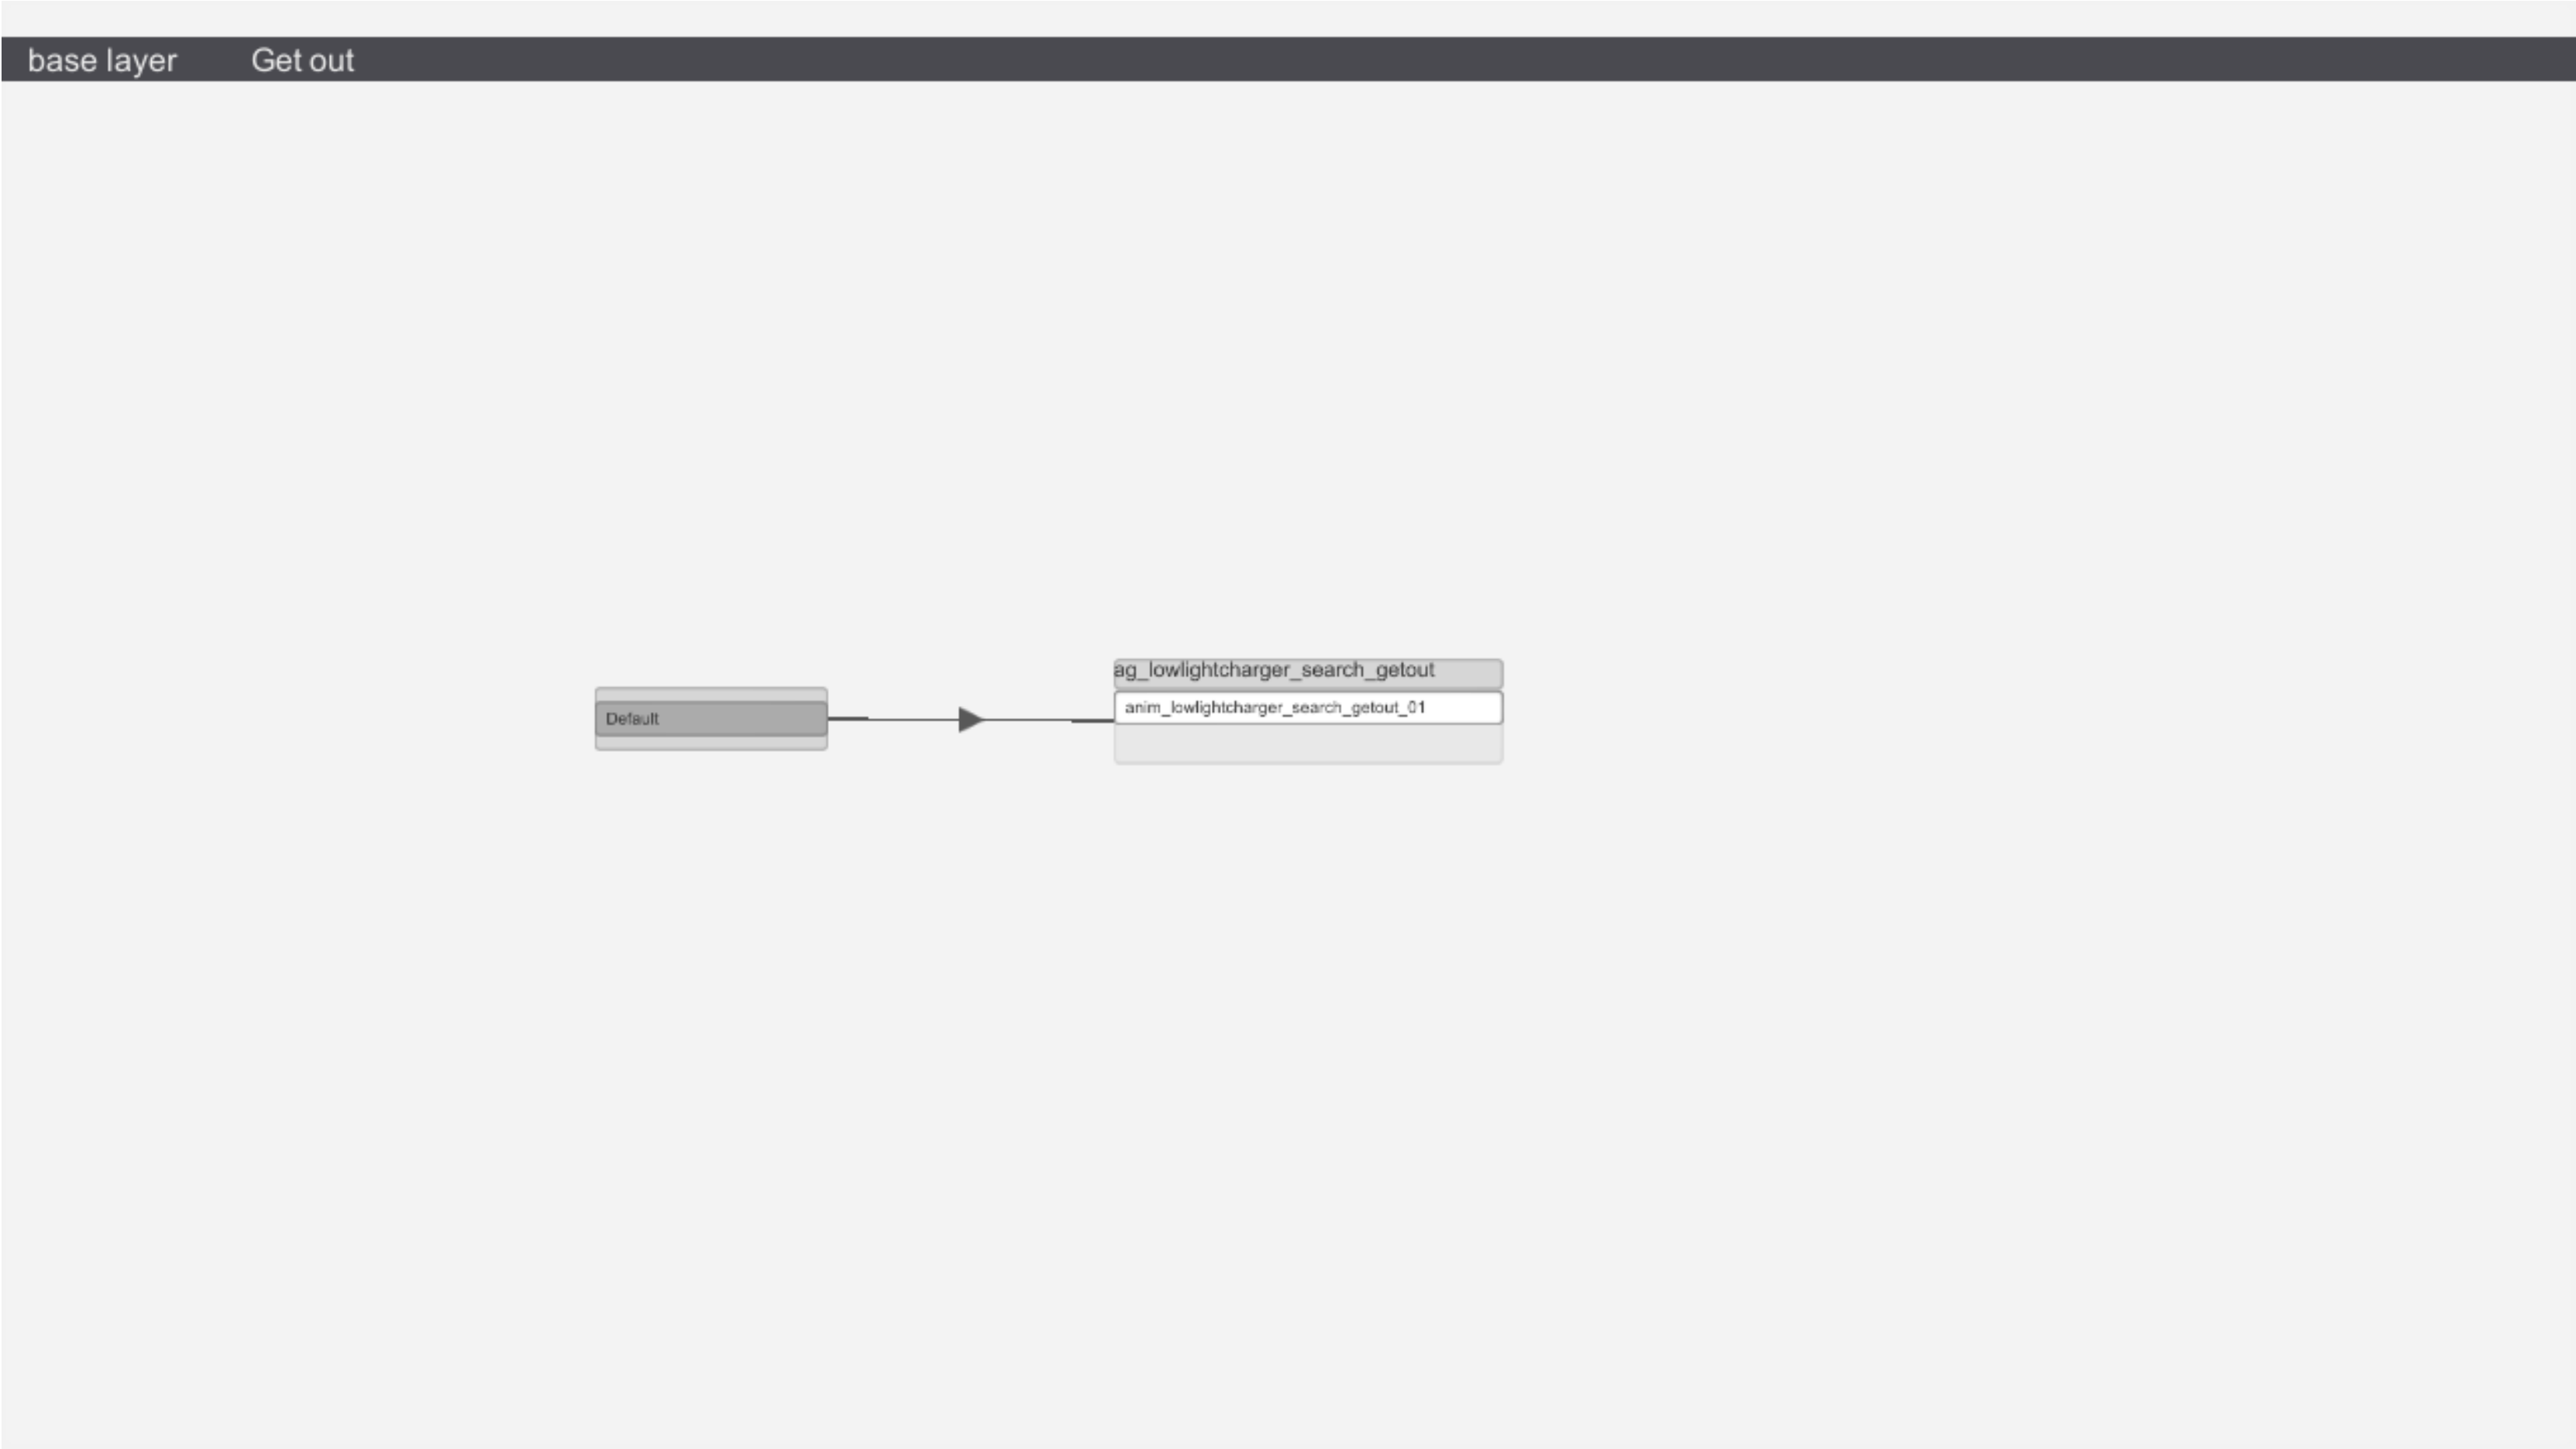 base layer Get out
ag_lowlightcharger_search_getout
anim_lowlightcharger_search_getout_01
Default